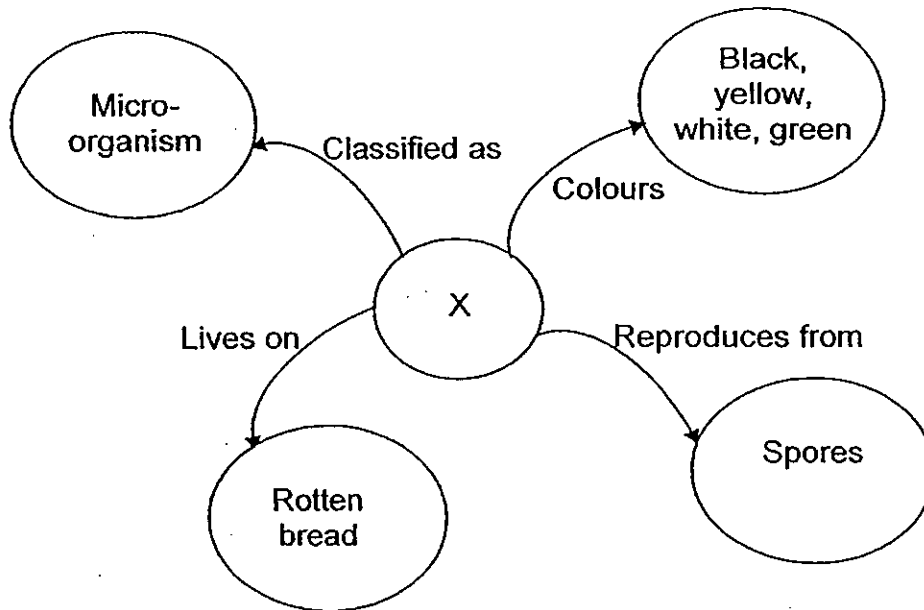 Micro-
organism
Black,
yellow,
white, green
Classified as
Colours
X
Lives on
Reproduces from
Rotten
bread
Spores